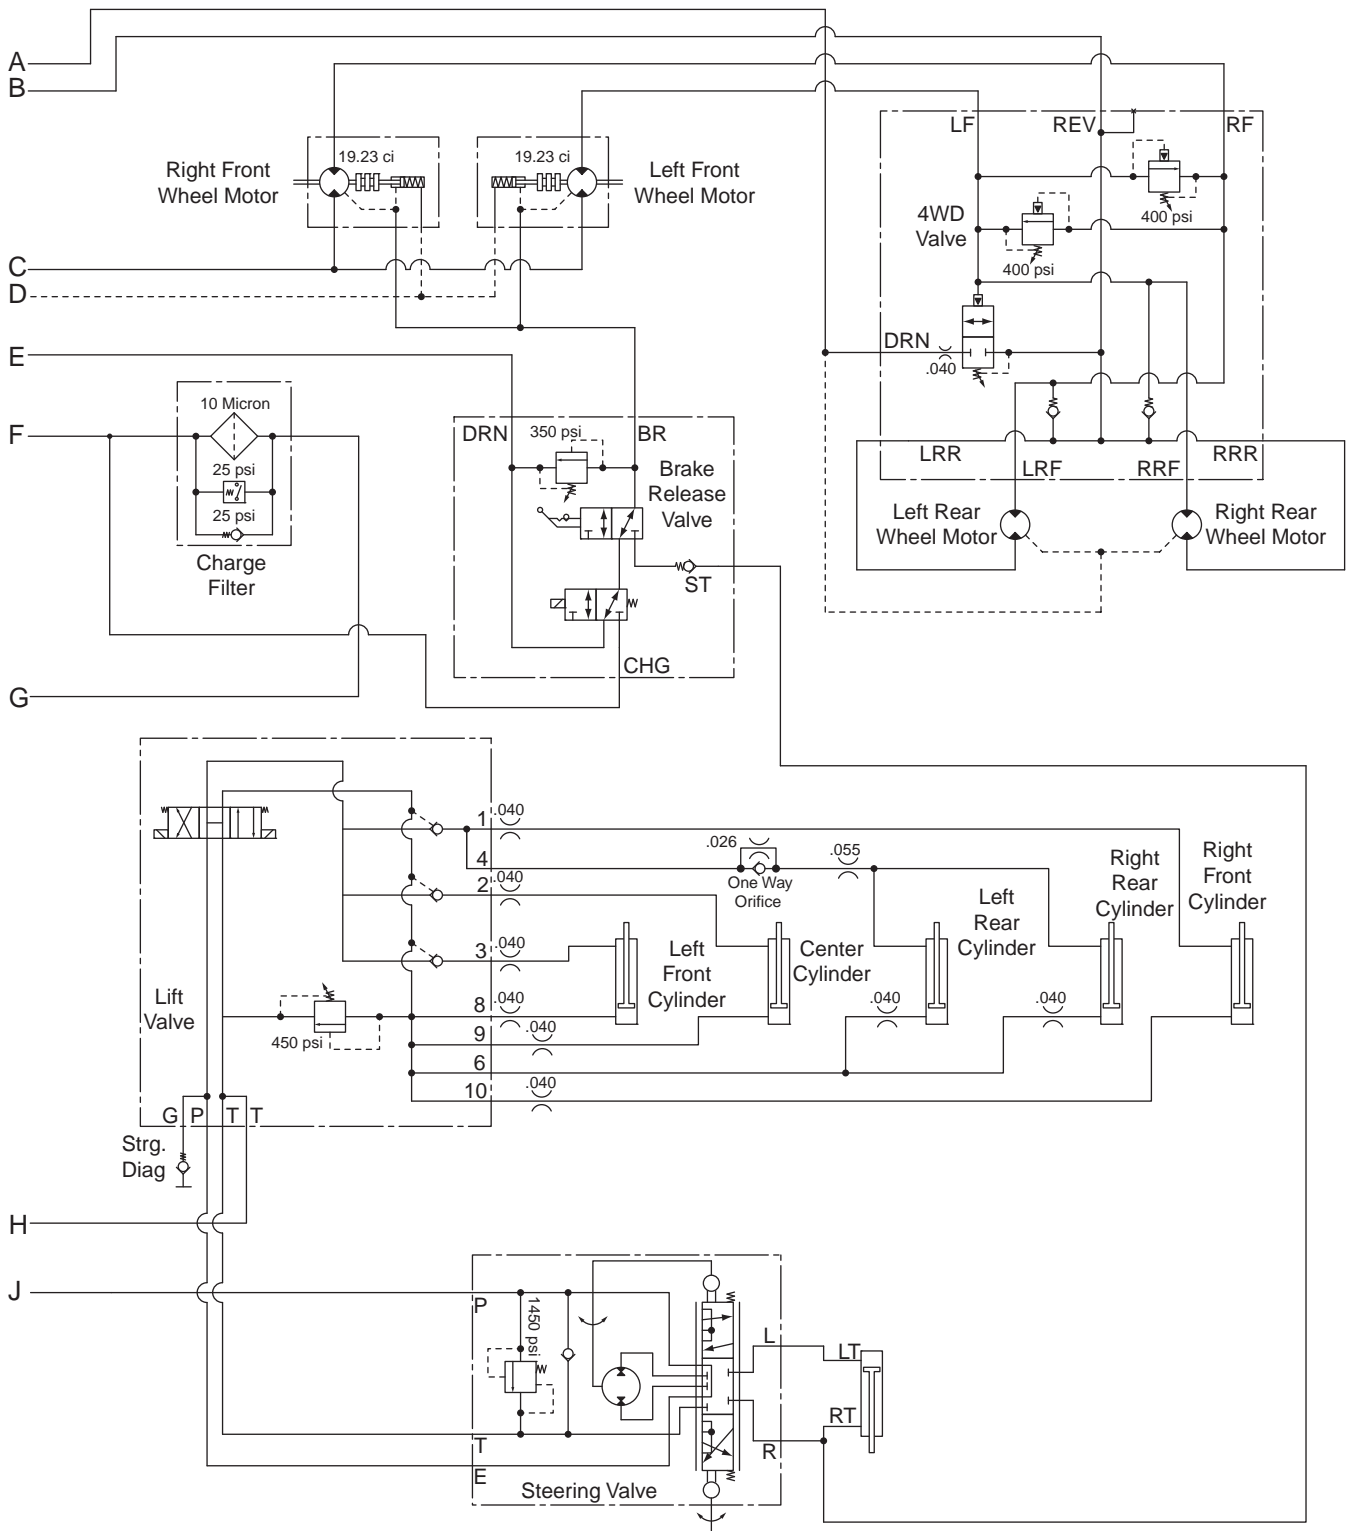 A
B
LF
REV
RF
19.23 ci
19.23 ci
Right Front
Wheel Motor
Left Front
Wheel Motor
400 psi
4WD
Valve
400 psi
C
D
DRN
.040
E
10 Micron
F
25 psi
25 psi
Charge
Filter
DRN
350 psi
BR
Brake
Release
Valve
ST
CHG
LRR
LRF
RRF
RRR
Left Rear
Wheel Motor
Right Rear
Wheel Motor
G
1
.040
4
.026
One Way
Orifice
.055
2
.040
3
.040
Right
Rear
Cylinder
Right
Front
Cylinder
Left
Rear
Cylinder
Left
Front
Cylinder
Center
Cylinder
Lift
Valve
450 psi
8
.040
.040
.040
9
.040
6
10
.040
G
P
T
T
Strg.
Diag
H
J
P
1450 psi
L
LT
RT
R
T
E
Steering Valve